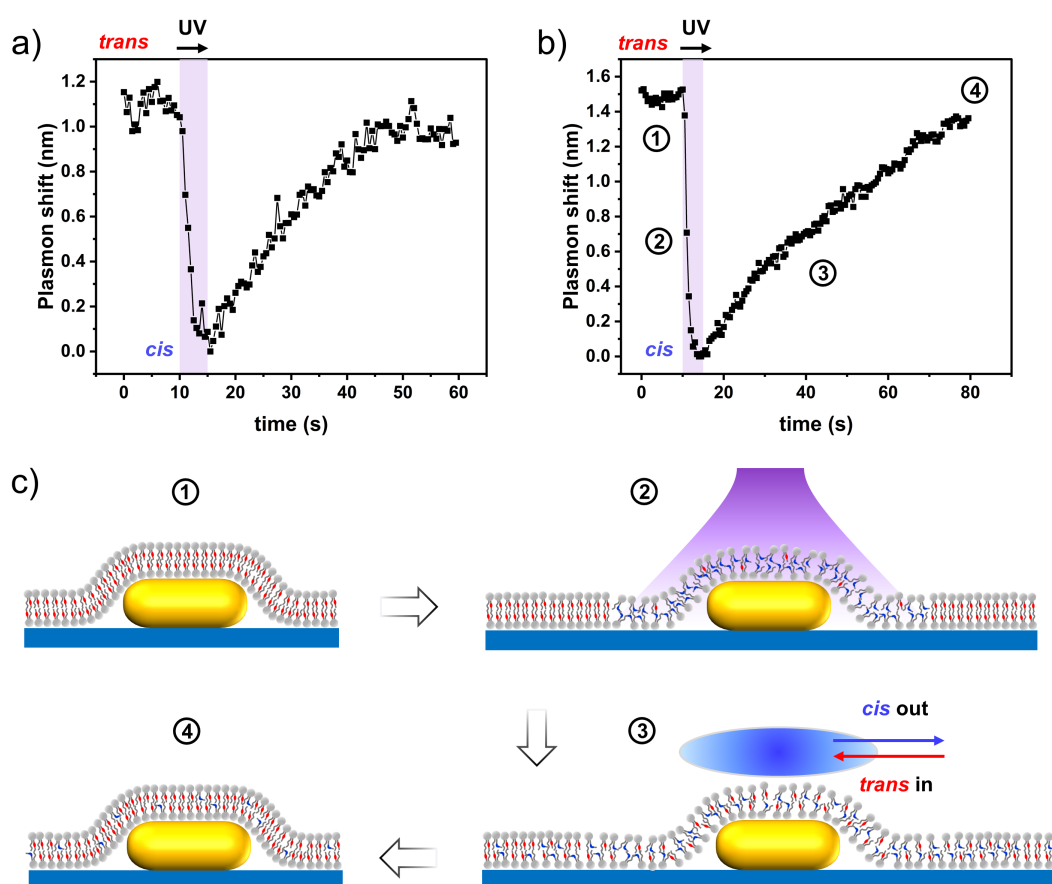 a)
trans
UV
Plasmon shift (nm)
1.2
1.0
0.8
0.6
0.4
0.2
0.0
cis
0 10 20 30 40 50 60
time (s)
b)
trans
UV
Plasmon shift (nm)
1.6
1.4
1.2
1.0
0.8
0.6
0.4
0.2
0.0
①
②
③
④
cis
0 20 40 60 80
time (s)
c)
①
②
④
③
cis out
trans in